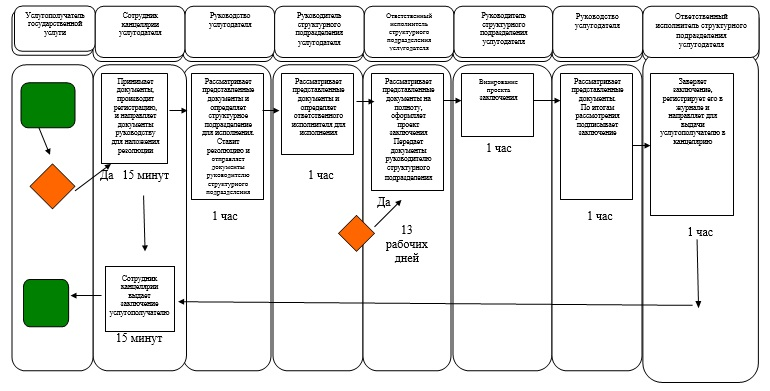 Услугополучатель
государственной
услуги
Сотрудник
канцелярии
услугодателя
Руководство
услугодателя
Руководитель
структурного
подразделения
услугодателя
Ответственный
исполнитель
структурного
подразделения
услугодателя
Руководитель
структурного
подразделения
услугодателя
Руководство
услугодателя
Ответственный
исполнитель структурного
подразделения
услугодателя
Принимает
документы,
производит
регистрацию,
и направляет
документы
руководству
для наложения
резолюции
Да
15 минут
Рассматривает
представленные
документы и
определяет
структурное
подразделение
для исполнения.
Ставит
резолюцию и
отправляет
документы
руководителю
структурного
подразделения
1 час
Рассматривает
представленные
документы и
определяет
ответственного
исполнителя для
исполнения
1 час
Рассматривает
представленные
документы на
полноту,
оформляет
проект
заключения
Передает
документы
руководителю
структурного
подразделения
Да
13
рабочих
дней
Визирование
проекта
заключения
1 час
Рассматривает
представленные
документы.
По итогам
рассмотрения
подписывает
заключение
1 час
Заверяет
заключение,
регистрирует его в
журнале и
направляет для
выдачи
услугополучателю в
канцелярию
1 час
Сотрудник
канцелярии
выдает
заключение
услугополучателю
15 минут